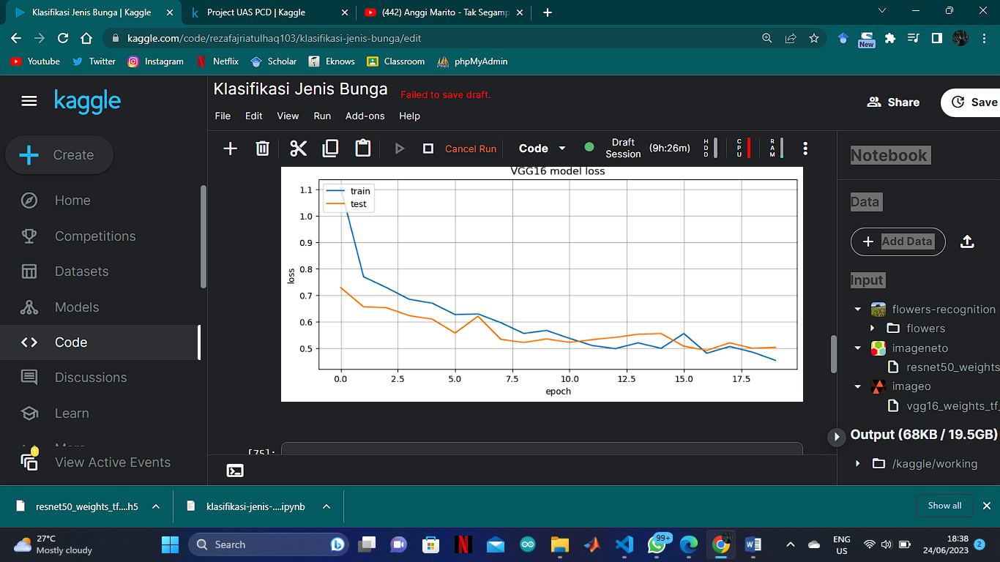 Klasifikasi Jenis Bunga | Kaggle
Project UAS PCD | Kaggle
(442) Anggi Marito - Tak Segamp
kaggle.com/code/rezafajriatulhaq103/klasifikasi-jenis-bunga/edit
New
Youtube
Twitter
Instagram
Netflix
Scholar
Eknows
Classroom
phpMyAdmin
kaggle
Klasifikasi Jenis Bunga
Failed to save draft.
Share
Save
File Edit View Run Add-ons Help
Create
Cancel Run
Code
Draft
Session
(9h:26m)
HDD
CPU
RAM
Home
Competitions
Datasets
Models
Code
Discussions
Learn
View Active Events
VGG16 model loss
train
test
1.1
1.0
0.9
0.8
0.7
0.6
0.5
loss
0.0 2.5 5.0 7.5 10.0 12.5 15.0 17.5
epoch
[75]:
Notebook
Data
Add Data
Input
flowers-recognition
flowers
imageneto
resnet50_weights
imageo
vgg16_weights_tf_
Output (68KB / 19.5GB)
/kaggle/working
resnet50_weights_tf....h5
klasifikasi-jenis-....ipynb
Show all
27°C
Mostly cloudy
Search
99+
ENG
US
18:38
24/06/2023
2